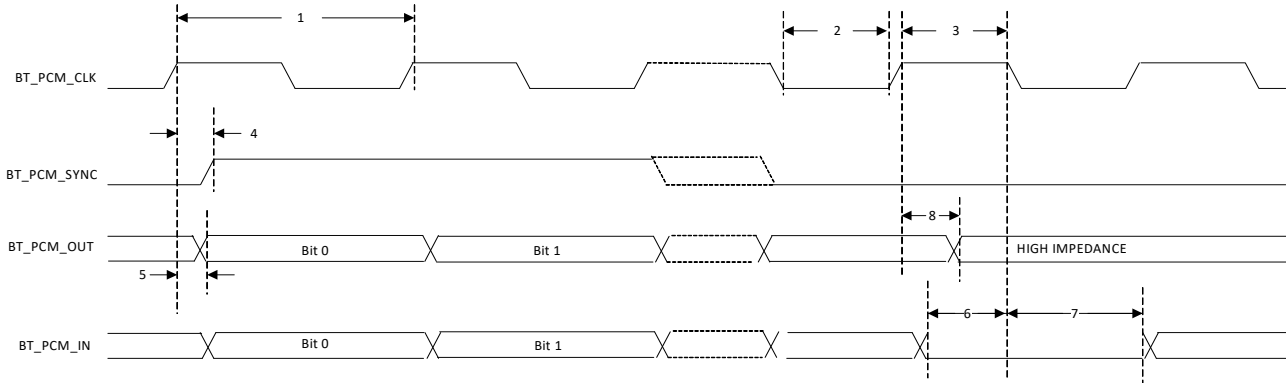 1
2
3
BT_PCM_CLK
4
BT_PCM_SYNC
8
BT_PCM_OUT
Bit 0
Bit 1
HIGH IMPEDANCE
5
6
7
BT_PCM_IN
Bit 0
Bit 1